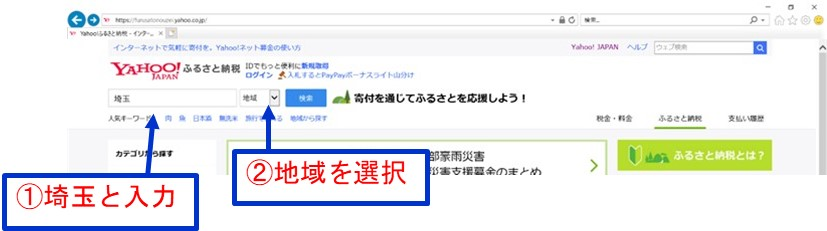 https://furusatonouzei.yahoo.co.jp/
検索...
Yahoo!ふるさと納税 - インター...
インターネットで気軽に寄付を。Yahoo!ネット募金の使い方
Yahoo! JAPAN ヘルプ ウェブ検索
YAHOO! JAPAN ふるさと納税
IDでもっと便利に新規取得
ログイン 入札するとPayPayボーナスライト山分け
埼玉 地域 検索 寄付を通じてふるさとを応援しよう!
人気キーワード 肉 魚 日本酒 無洗米 地域から探す
税金・料金 ふるさと納税 支払い履歴
カテゴリから探す
部豪雨災害
災害支援募金のまとめ
ふるさと納税とは?
②地域を選択
①埼玉と入力